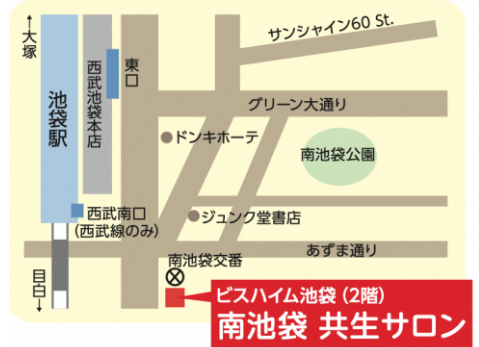 ←大塚
サンシャイン60 St.
東口
西武池袋本店
池袋駅
グリーン大通り
ドンキホーテ
南池袋公園
西武南口
(西武線のみ)
ジュンク堂書店
あずま通り
南池袋交番
目白→
ビスハイム池袋(2階)
南池袋 共生サロン